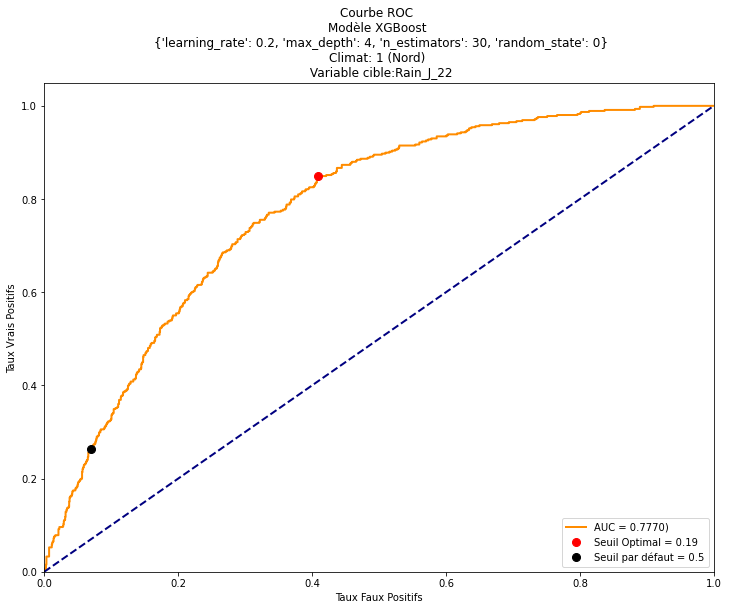 Courbe ROC
Modèle XGBoost
{'learning_rate': 0.2, 'max_depth': 4, 'n_estimators': 30, 'random_state': 0}
Climat: 1 (Nord)
Variable cible:Rain_J_22
Taux Vrais Positifs
1.0
0.8
0.6
0.4
0.2
0.0
0.0 0.2 0.4 0.6 0.8 1.0
Taux Faux Positifs
AUC = 0.7770)
Seuil Optimal = 0.19
Seuil par défaut = 0.5